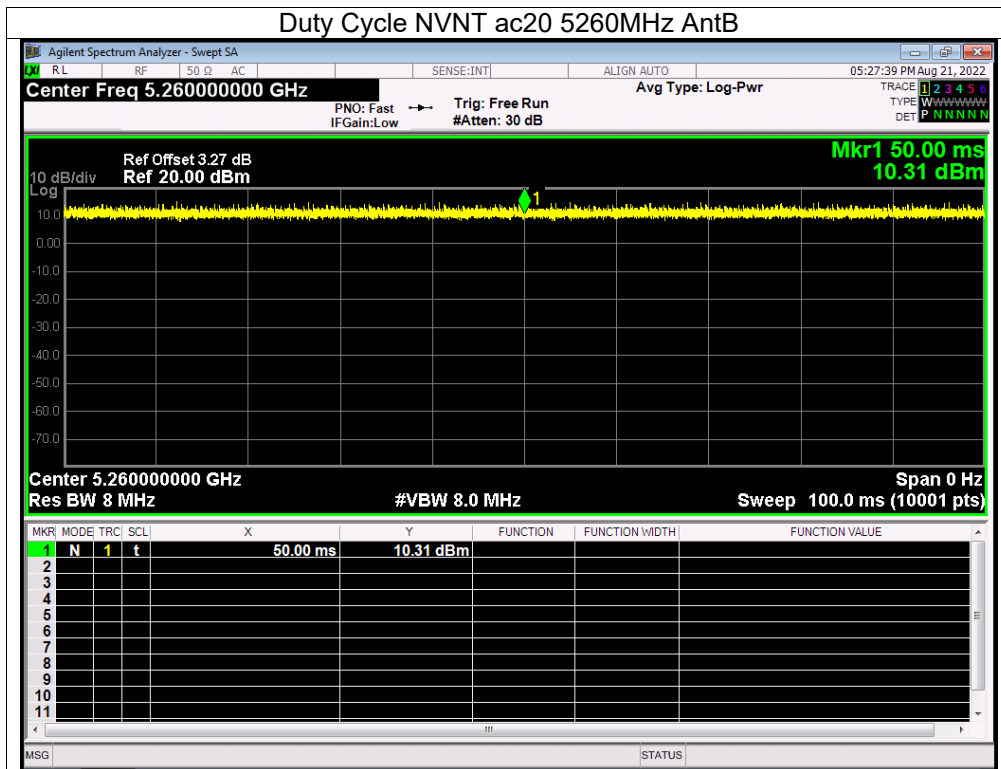 Duty Cycle NVNT ac20 5260MHz AntB
Agilent Spectrum Analyzer - Swept SA
LXI RL RF 50 Ω AC SENSE:INT ALIGN AUTO 05:27:39 PM Aug 21, 2022
Center Freq 5.260000000 GHz Avg Type: Log-Pwr TRACE 1 2 3 4 5 6
PNO: Fast Trig: Free Run TYPE WWWWWW
IFGain:Low #Atten: 30 dB DET P N N N N N
Mkr1 50.00 ms
Ref Offset 3.27 dB
10 dB/div Ref 20.00 dBm 10.31 dBm
Log
1
10.0
0.00
-10.0
-20.0
-30.0
-40.0
-50.0
-60.0
-70.0
Center 5.260000000 GHz Span 0 Hz
Res BW 8 MHz #VBW 8.0 MHz Sweep 100.0 ms (10001 pts)
MKR MODE TRC SCL X Y FUNCTION FUNCTION WIDTH FUNCTION VALUE
1 N 1 t 50.00 ms 10.31 dBm
2
3
4
5
6
7
8
9
10
11
MSG STATUS